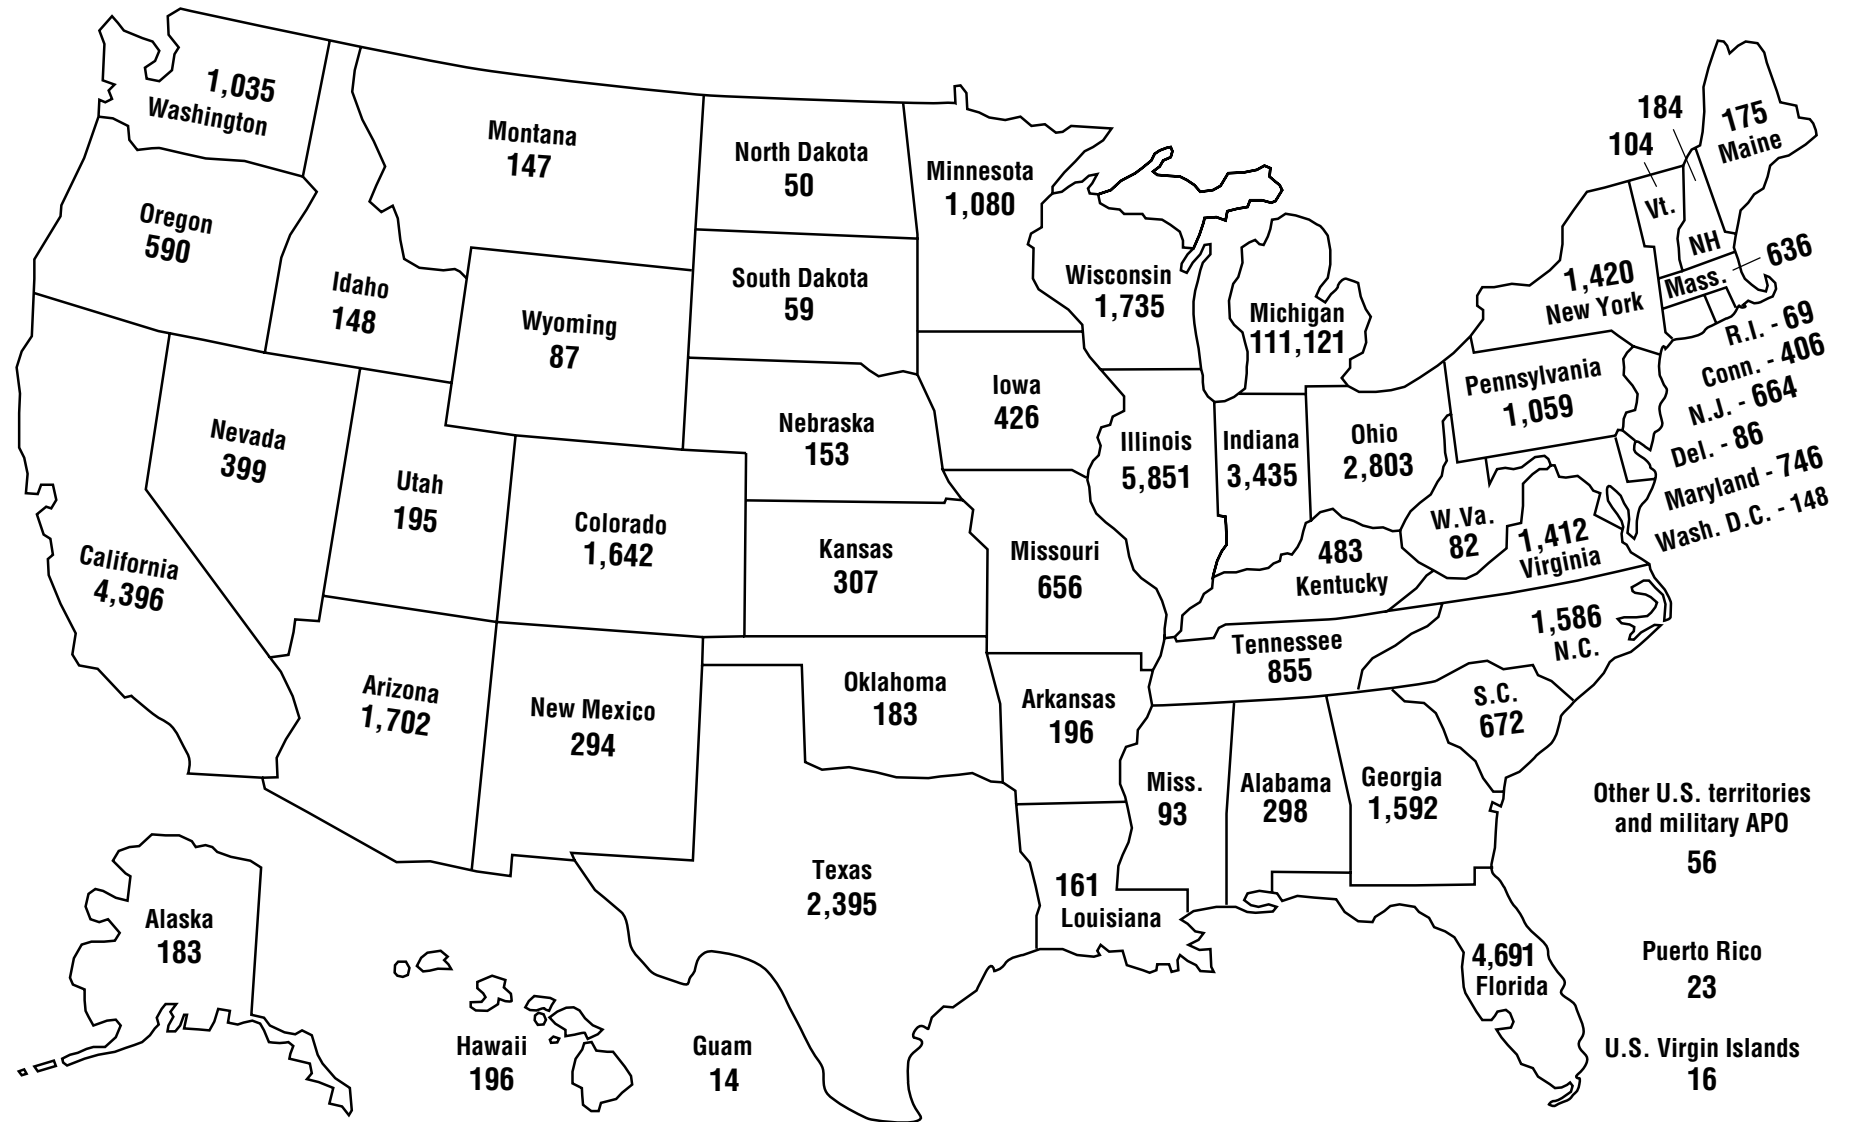 1,035
Washington
Oregon
590
California
4,396
Nevada
399
Idaho
148
Montana
147
Wyoming
87
Utah
195
Colorado
1,642
Arizona
1,702
New Mexico
294
North Dakota
50
South Dakota
59
Nebraska
153
Kansas
307
Oklahoma
183
Texas
2,395
Minnesota
1,080
Iowa
426
Missouri
656
Arkansas
196
161
Louisiana
Wisconsin
1,735
Illinois
5,851
Michigan
111,121
Indiana
3,435
Ohio
2,803
483
Kentucky
Tennessee
855
Miss.
93
Alabama
298
Georgia
1,592
4,691
Florida
S.C.
672
1,586
N.C.
W.Va.
82
1,412
Virginia
Pennsylvania
1,059
1,420
New York
104
Vt.
184
NH
175
Maine
Mass.
636
R.I. - 69
Conn. - 406
N.J. - 664
Del. - 86
Maryland - 746
Wash. D.C. - 148
Other U.S. territories
and military APO
56
Puerto Rico
23
U.S. Virgin Islands
16
Alaska
183
Hawaii
196
Guam
14